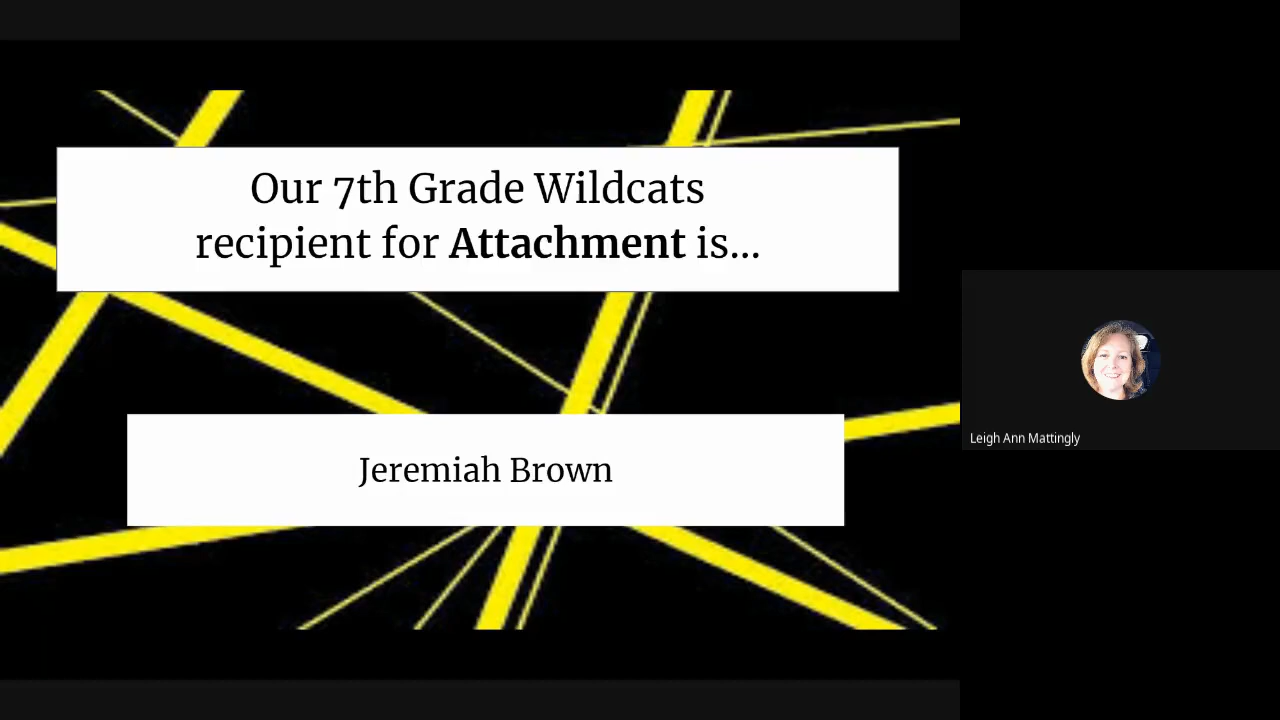 Our 7th Grade Wildcats
recipient for Attachment is...
Jeremiah Brown
Leigh Ann Mattingly